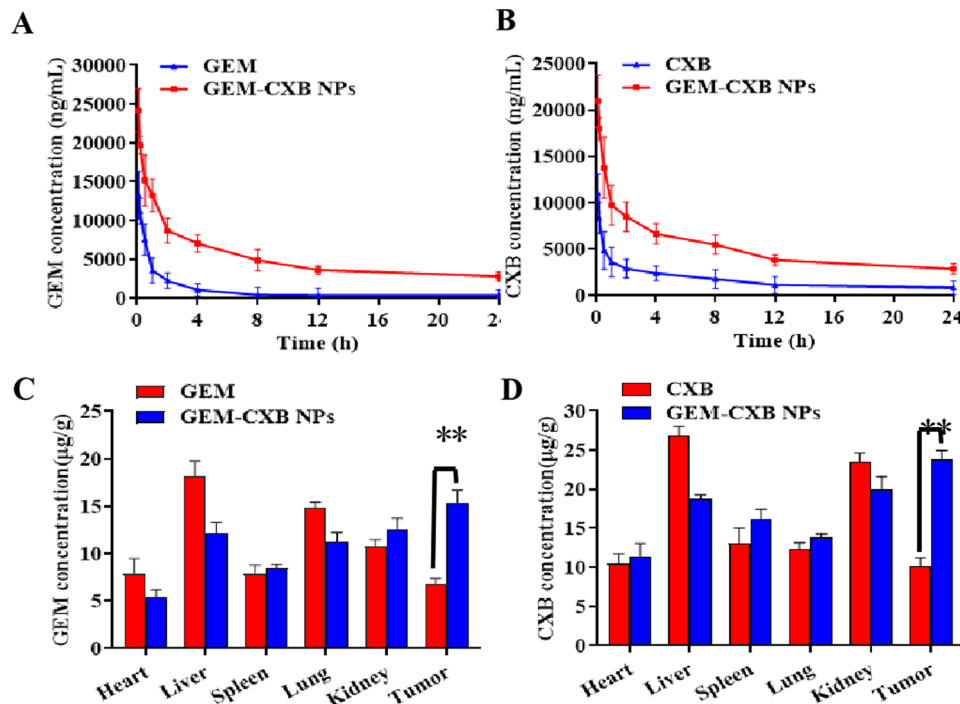 A
GEM
GEM-CXB NPs
GEM concentration (ng/mL)
30000
25000
20000
15000
10000
5000
0
0 4 8 12 16 20 24
Time (h)
B
CXB
GEM-CXB NPs
CXB concentration (ng/mL)
25000
20000
15000
10000
5000
0
0 4 8 12 16 20 24
Time (h)
C
GEM
GEM-CXB NPs
GEM concentration(μg/g)
25
20
15
10
5
0
**
Heart Liver Spleen Lung Kidney Tumor
D
CXB
GEM-CXB NPs
CXB concentration(μg/g)
30
25
20
15
10
5
0
**
Heart Liver Spleen Lung Kidney Tumor